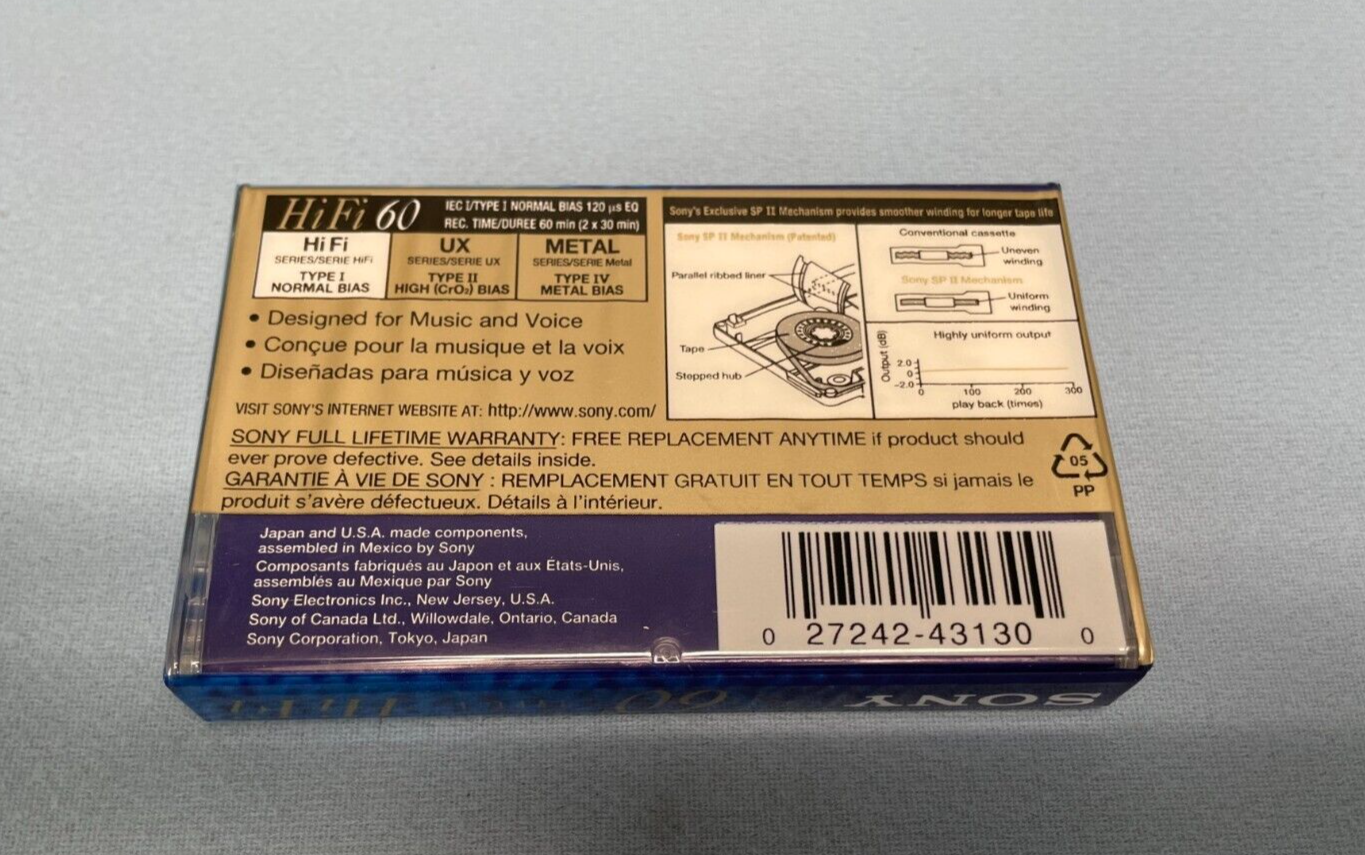 HiFi 60
IEC I/TYPE I NORMAL BIAS 120 µs EQ
REC. TIME/DUREE 60 min (2 x 30 min)
HiFi
SERIES/SERIE HiFi
TYPE I
NORMAL BIAS
UX
SERIES/SERIE UX
TYPE II
HIGH (CrO₂) BIAS
METAL
SERIES/SERIE Metal
TYPE IV
METAL BIAS
• Designed for Music and Voice
• Conçue pour la musique et la voix
• Diseñadas para música y voz
VISIT SONY'S INTERNET WEBSITE AT: http://www.sony.com/
Sony's Exclusive SP II Mechanism provides smoother winding for longer tape life
Sony SP II Mechanism (Patented)
Parallel ribbed liner
Tape
Stepped hub
Conventional cassette
Uneven
winding
Sony SP II Mechanism
Uniform
winding
Highly uniform output
Output (dB)
2.0
0
-2.0
0 100 200 300
play back (times)
SONY FULL LIFETIME WARRANTY: FREE REPLACEMENT ANYTIME if product should
ever prove defective. See details inside.
GARANTIE À VIE DE SONY : REMPLACEMENT GRATUIT EN TOUT TEMPS si jamais le
produit s'avère défectueux. Détails à l'intérieur.
05
PP
Japan and U.S.A. made components,
assembled in Mexico by Sony
Composants fabriqués au Japon et aux États-Unis,
assemblés au Mexique par Sony
Sony Electronics Inc., New Jersey, U.S.A.
Sony of Canada Ltd., Willowdale, Ontario, Canada
Sony Corporation, Tokyo, Japan
0 27242-43130 0
SONY
60
HiFi